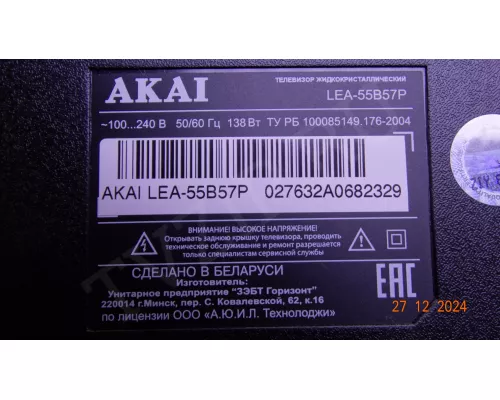 AKAI
ТЕЛЕВИЗОР ЖИДКОКРИСТАЛЛИЧЕСКИЙ
LEA-55B57P
~100...240 В 50/60 Гц 138 Вт ТУ РБ 100085149.176-2004
AKAI LEA-55B57P 027632A0682329
ВНИМАНИЕ! ВЫСОКОЕ НАПРЯЖЕНИЕ!
Открывать заднюю крышку телевизора, проводить
техническое обслуживание и ремонт разрешается
только специалистам сервисной службы
СДЕЛАНО В БЕЛАРУСИ
Изготовитель:
Унитарное предприятие "ЗЭБТ Горизонт"
220014 г.Минск, пер. С. Ковалевской, 62, к.16
по лицензии ООО «А.Ю.И.Л. Технолоджи»
EAC
27 12 2024